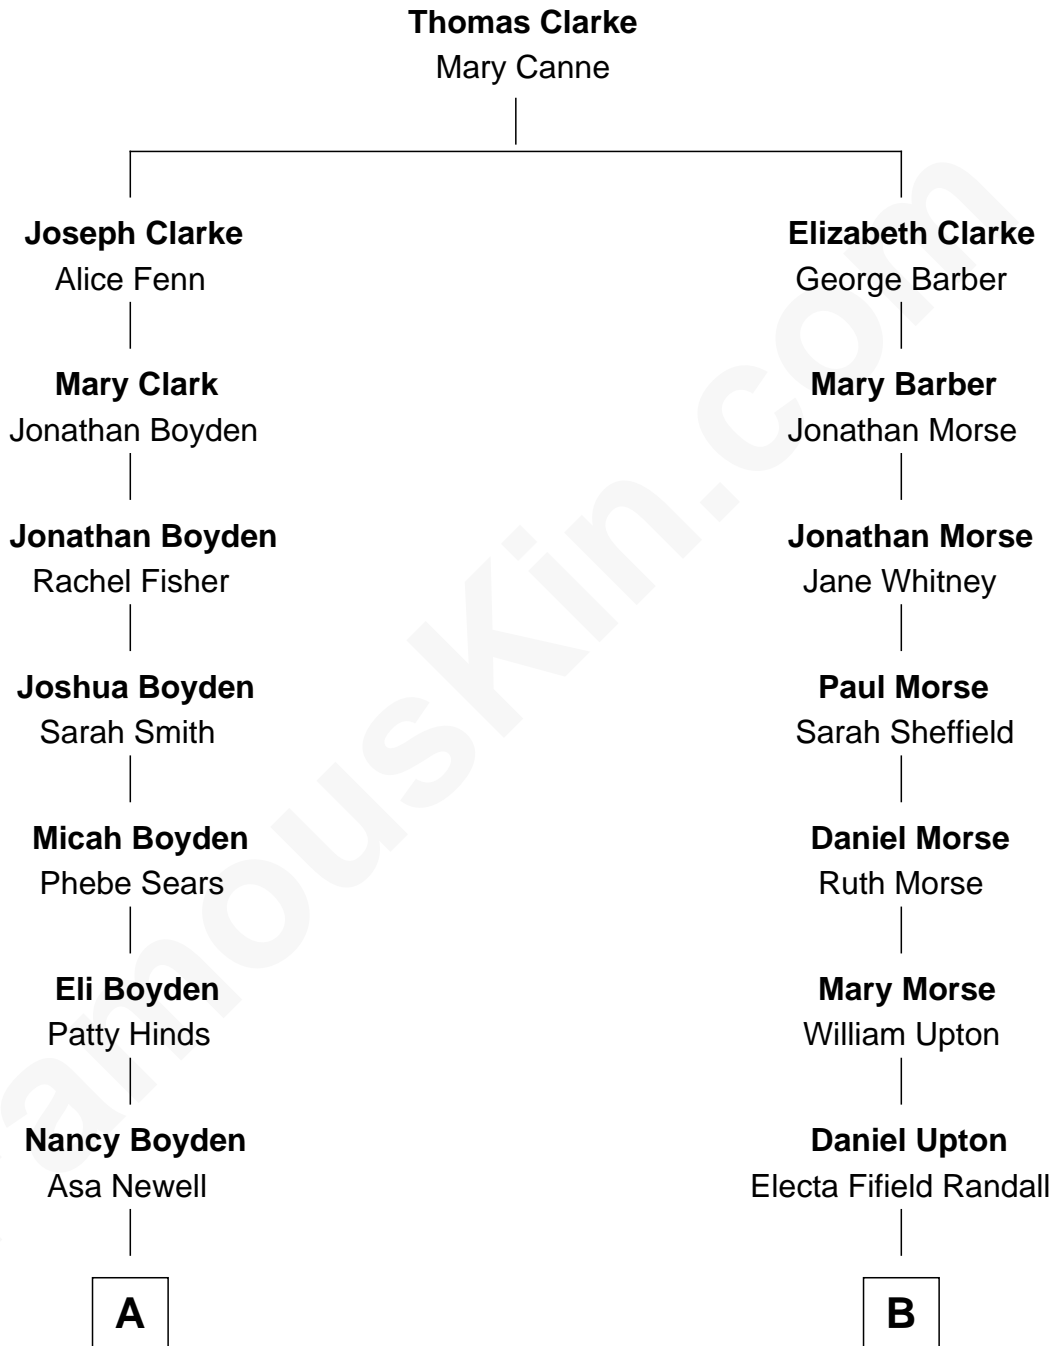 Thomas Clarke
Mary Canne
Joseph Clarke
Alice Fenn
Mary Clark
Jonathan Boyden
Jonathan Boyden
Rachel Fisher
Joshua Boyden
Sarah Smith
Micah Boyden
Phebe Sears
Eli Boyden
Patty Hinds
Nancy Boyden
Asa Newell
A
Elizabeth Clarke
George Barber
Mary Barber
Jonathan Morse
Jonathan Morse
Jane Whitney
Paul Morse
Sarah Sheffield
Daniel Morse
Ruth Morse
Mary Morse
William Upton
Daniel Upton
Electa Fifield Randall
B
amouskin.com